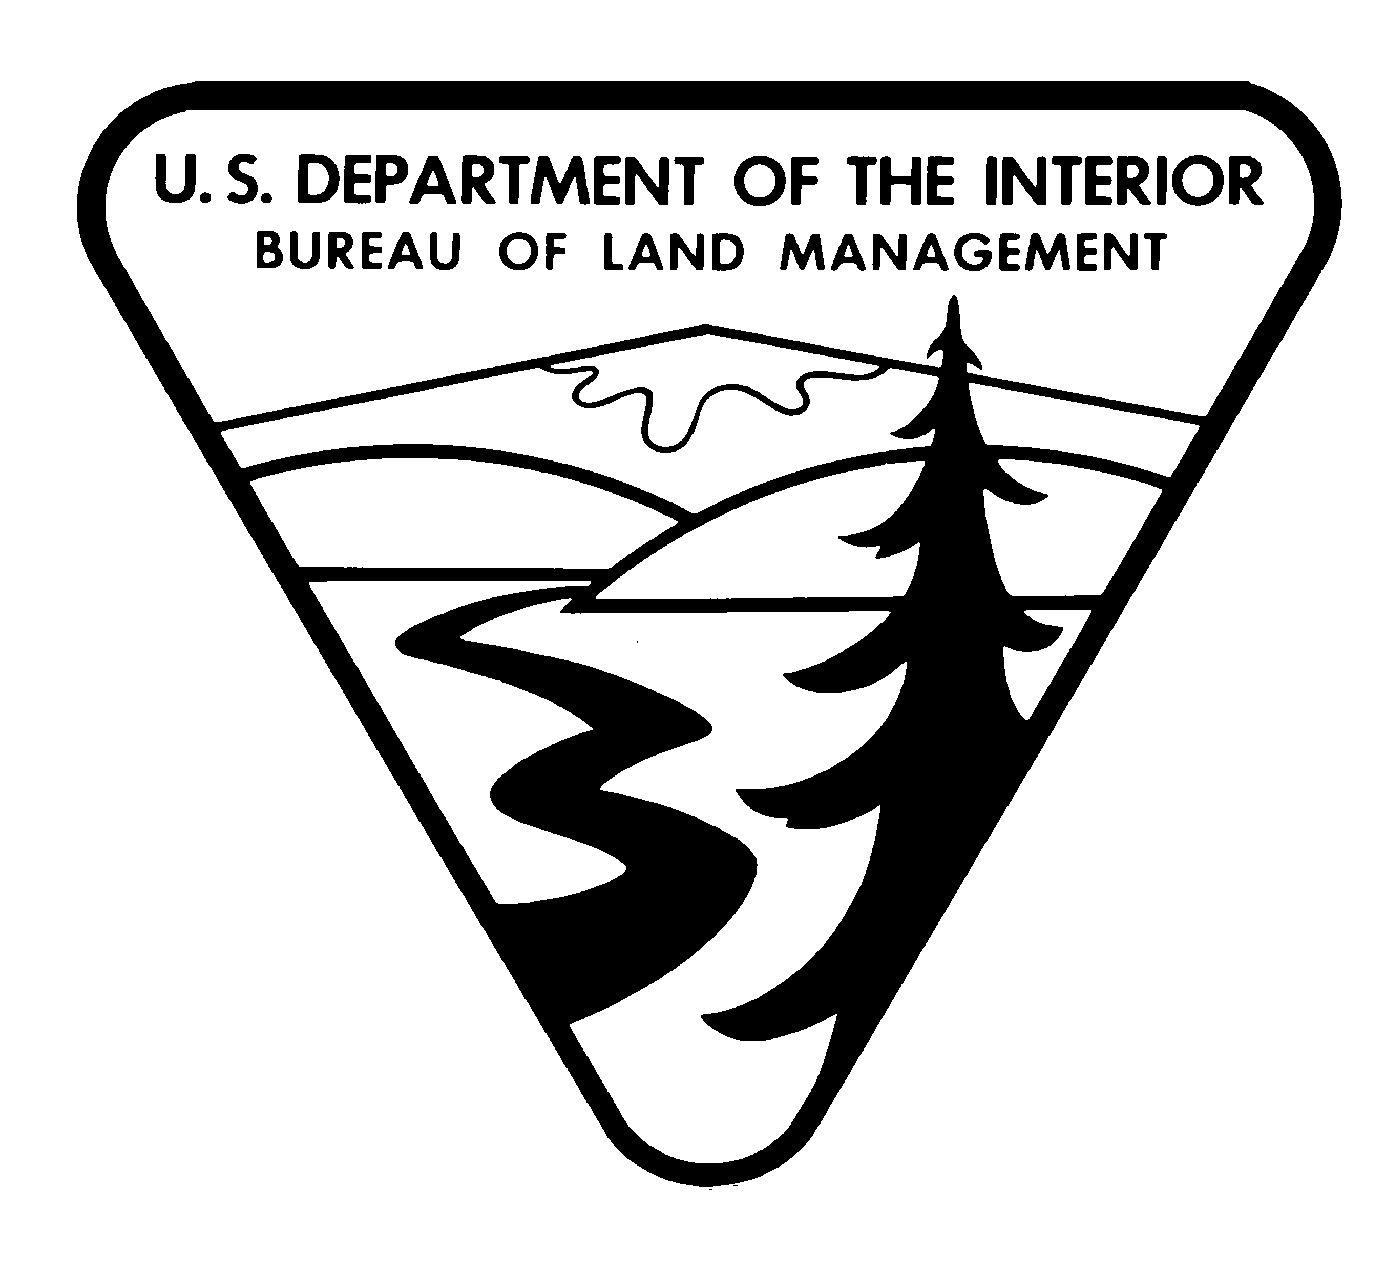 U.S. DEPARTMENT OF THE INTERIOR
BUREAU OF LAND MANAGEMENT